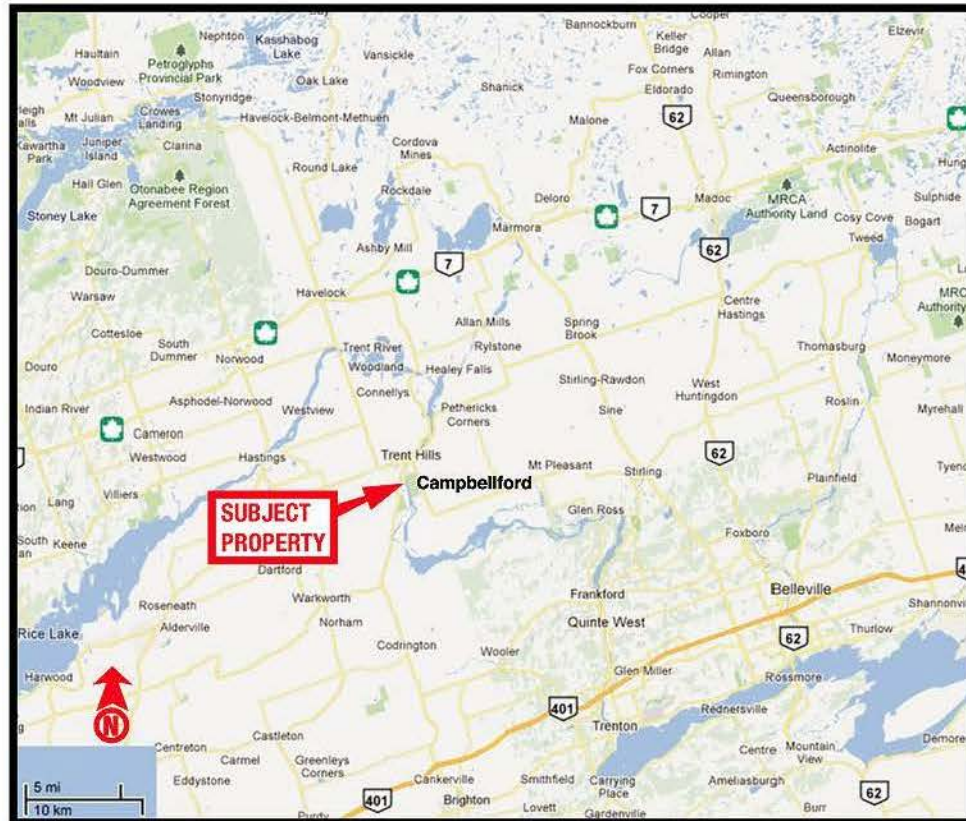 Bannockburn
Cooper
Elzevir
Nephton
Kasshabog
Lake
Vansickle
Keller
Bridge
Allan
Haultain
Petroglyphs
Provincial Park
Fox Corners
Rimington
Woodview
Oak Lake
Shanick
Eldorado
Queensborough
Stonyridge
Crowes
Landing
Mt Julian
Havelock-Belmont-Methuen
Malone
62
Kawartha
Park
Juniper
Island
Clarina
Cordova
Mines
Actinolite
Round Lake
Hall Glen
Otonabee Region
Agreement Forest
Rockdale
Deloro
7
Madoc
MRCA
Authority Land
Sulphide
Stoney Lake
Marmora
Cosy Cove
Bogart
Ashby Mill
62
Tweed
7
Douro-Dummer
Warsaw
Havelock
Centre
Hastings
Allan Mills
Spring
Brook
Cottesloe
South
Dummer
Norwood
Trent River
Woodland
Rylstone
Thomasburg
Moneymore
Douro
Healey Falls
Stirling-Rawdon
West
Huntingdon
Connellys
Indian River
Asphodel-Norwood
Westview
Pethericks
Corners
Sine
Roslin
Myrehall
Cameron
Westwood
Hastings
Trent Hills
62
Mt Pleasant
Stirling
Plainfield
Campbellford
Lang
Villiers
SUBJECT
PROPERTY
Glen Ross
Foxboro
Keene
Dartford
Frankford
Belleville
Roseneath
Warkworth
Quinte West
Rice Lake
Alderville
Norham
Codrington
62
Thurlow
Wooler
Harwood
Glen Miller
Rossmore
N
401
Rednersville
Trenton
Castleton
Centreton
Carmel
Greenleys
Corners
Centre
Mountain
View
Eddystone
Cankerville
Smithfield
Carrying
Place
Ameliasburgh
5 mi
10 km
401
Brighton
62
Lovett
Gardenville
Burr